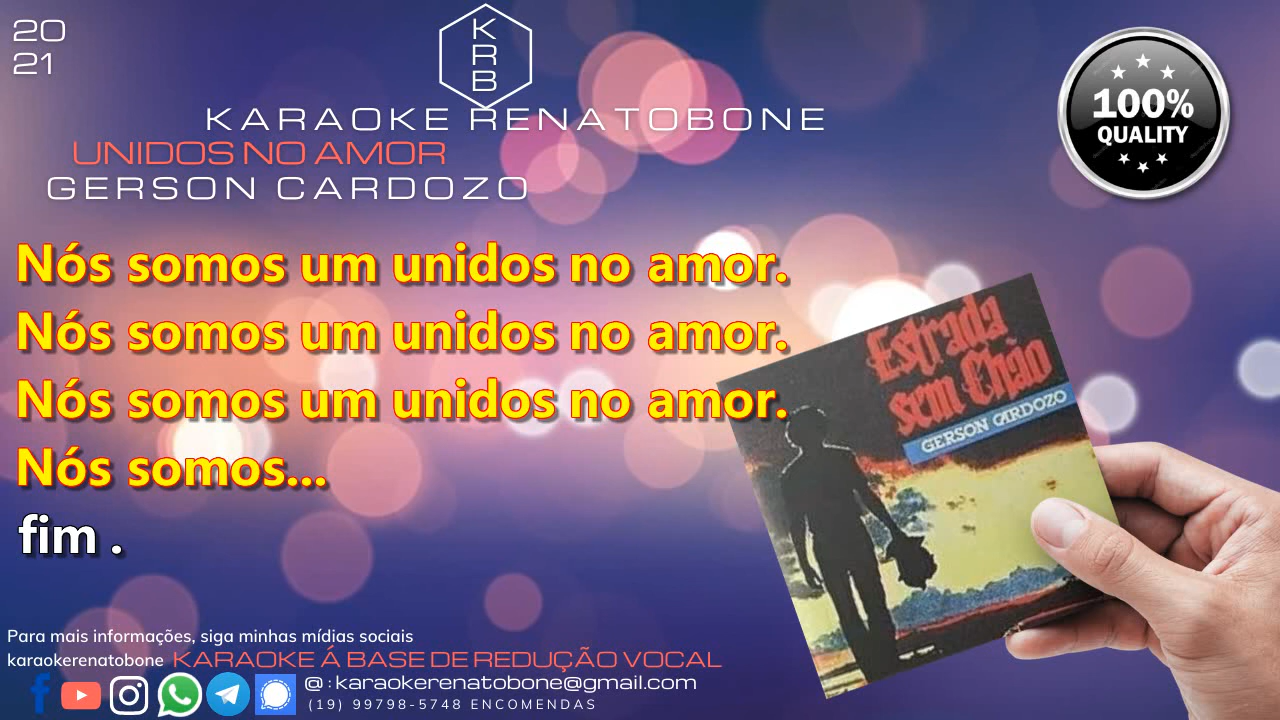 20
21
K
R
B
KARAOKE RENATOBONE
UNIDOS NO AMOR
GERSON CARDOZO
100%
QUALITY
Nós somos um unidos no amor.
Nós somos um unidos no amor.
Nós somos um unidos no amor.
Nós somos...
fim .
Estrada
sem Chão
GERSON CARDOZO
Para mais informações, siga minhas mídias sociais
karaokerenatobone KARAOKE Á BASE DE REDUÇÃO VOCAL
@:karaokerenatobone@gmail.com
(19) 99798-5748 ENCOMENDAS